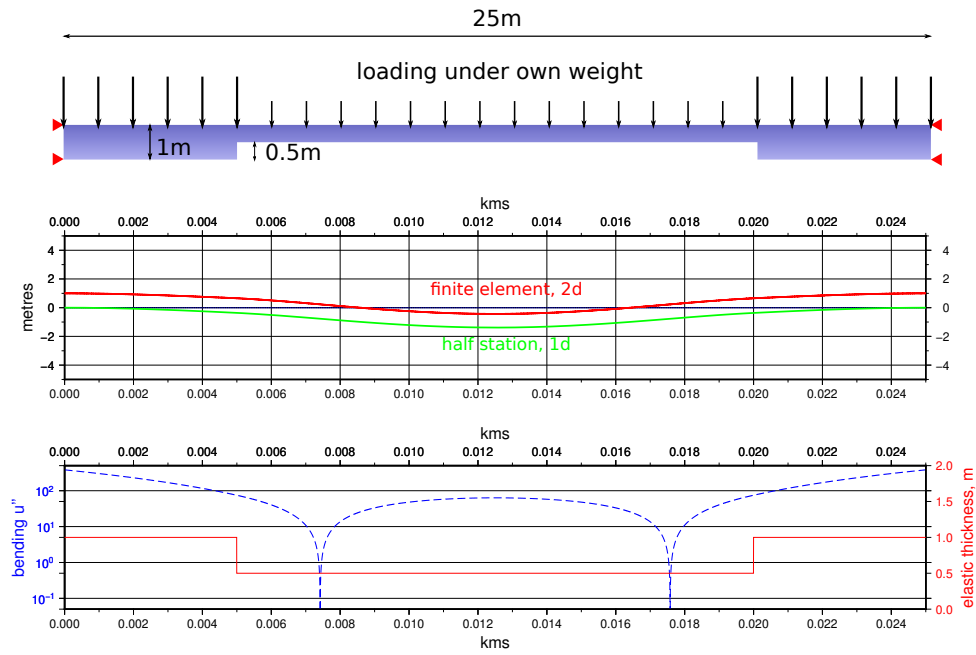 25m
loading under own weight
1m
0.5m
kms
0.000 0.002 0.004 0.006 0.008 0.010 0.012 0.014 0.016 0.018 0.020 0.022 0.024
4 4
2 2
0 0
−2 −2
−4 −4
metres
finite element, 2d
half station, 1d
0.000 0.002 0.004 0.006 0.008 0.010 0.012 0.014 0.016 0.018 0.020 0.022 0.024
kms
0.000 0.002 0.004 0.006 0.008 0.010 0.012 0.014 0.016 0.018 0.020 0.022 0.024
2.0
10² 1.5
10¹ 1.0
10⁰ 0.5
10⁻¹ 0.0
bending u''
elastic thickness, m
0.000 0.002 0.004 0.006 0.008 0.010 0.012 0.014 0.016 0.018 0.020 0.022 0.024
kms